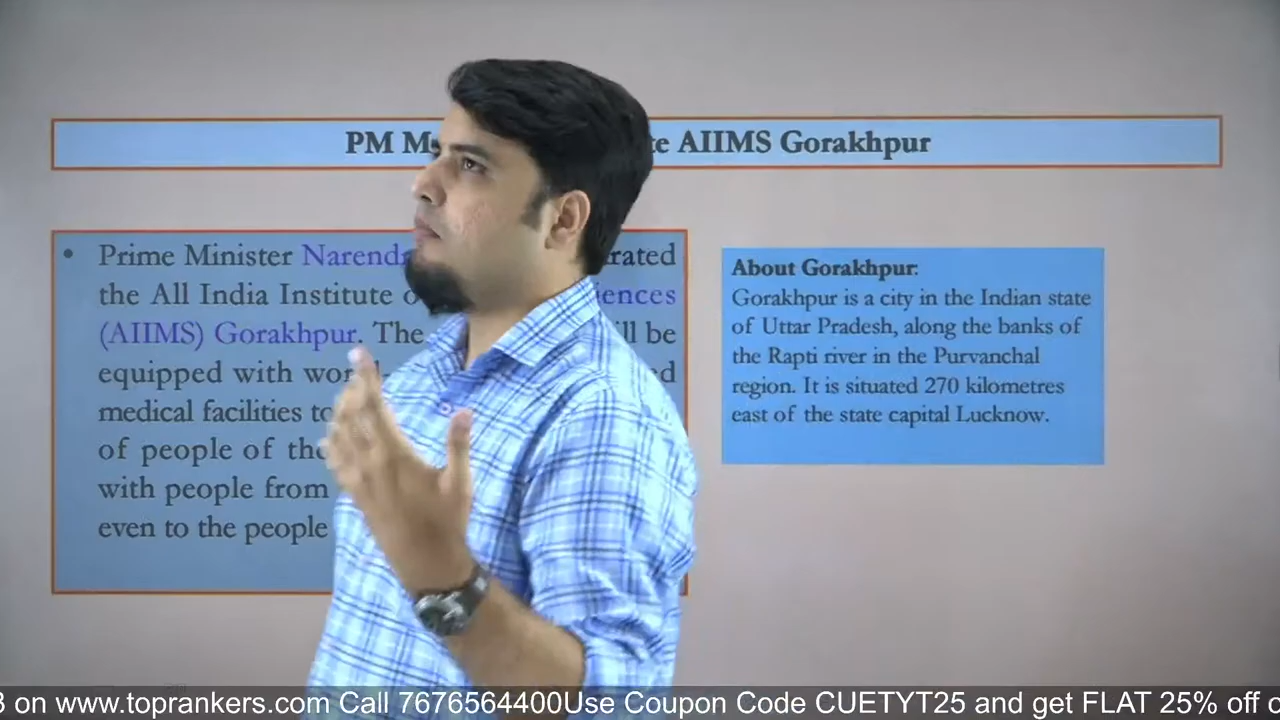 PM M te AIIMS Gorakhpur
• Prime Minister Narendr rated
the All India Institute o iences
(AIIMS) Gorakhpur. The ll be
equipped with wor d
medical facilities to
of people of the
with people from
even to the people
About Gorakhpur:
Gorakhpur is a city in the Indian state
of Uttar Pradesh, along the banks of
the Rapti river in the Purvanchal
region. It is situated 270 kilometres
east of the state capital Lucknow.
3 on www.toprankers.com Call 7676564400Use Coupon Code CUETYT25 and get FLAT 25% off